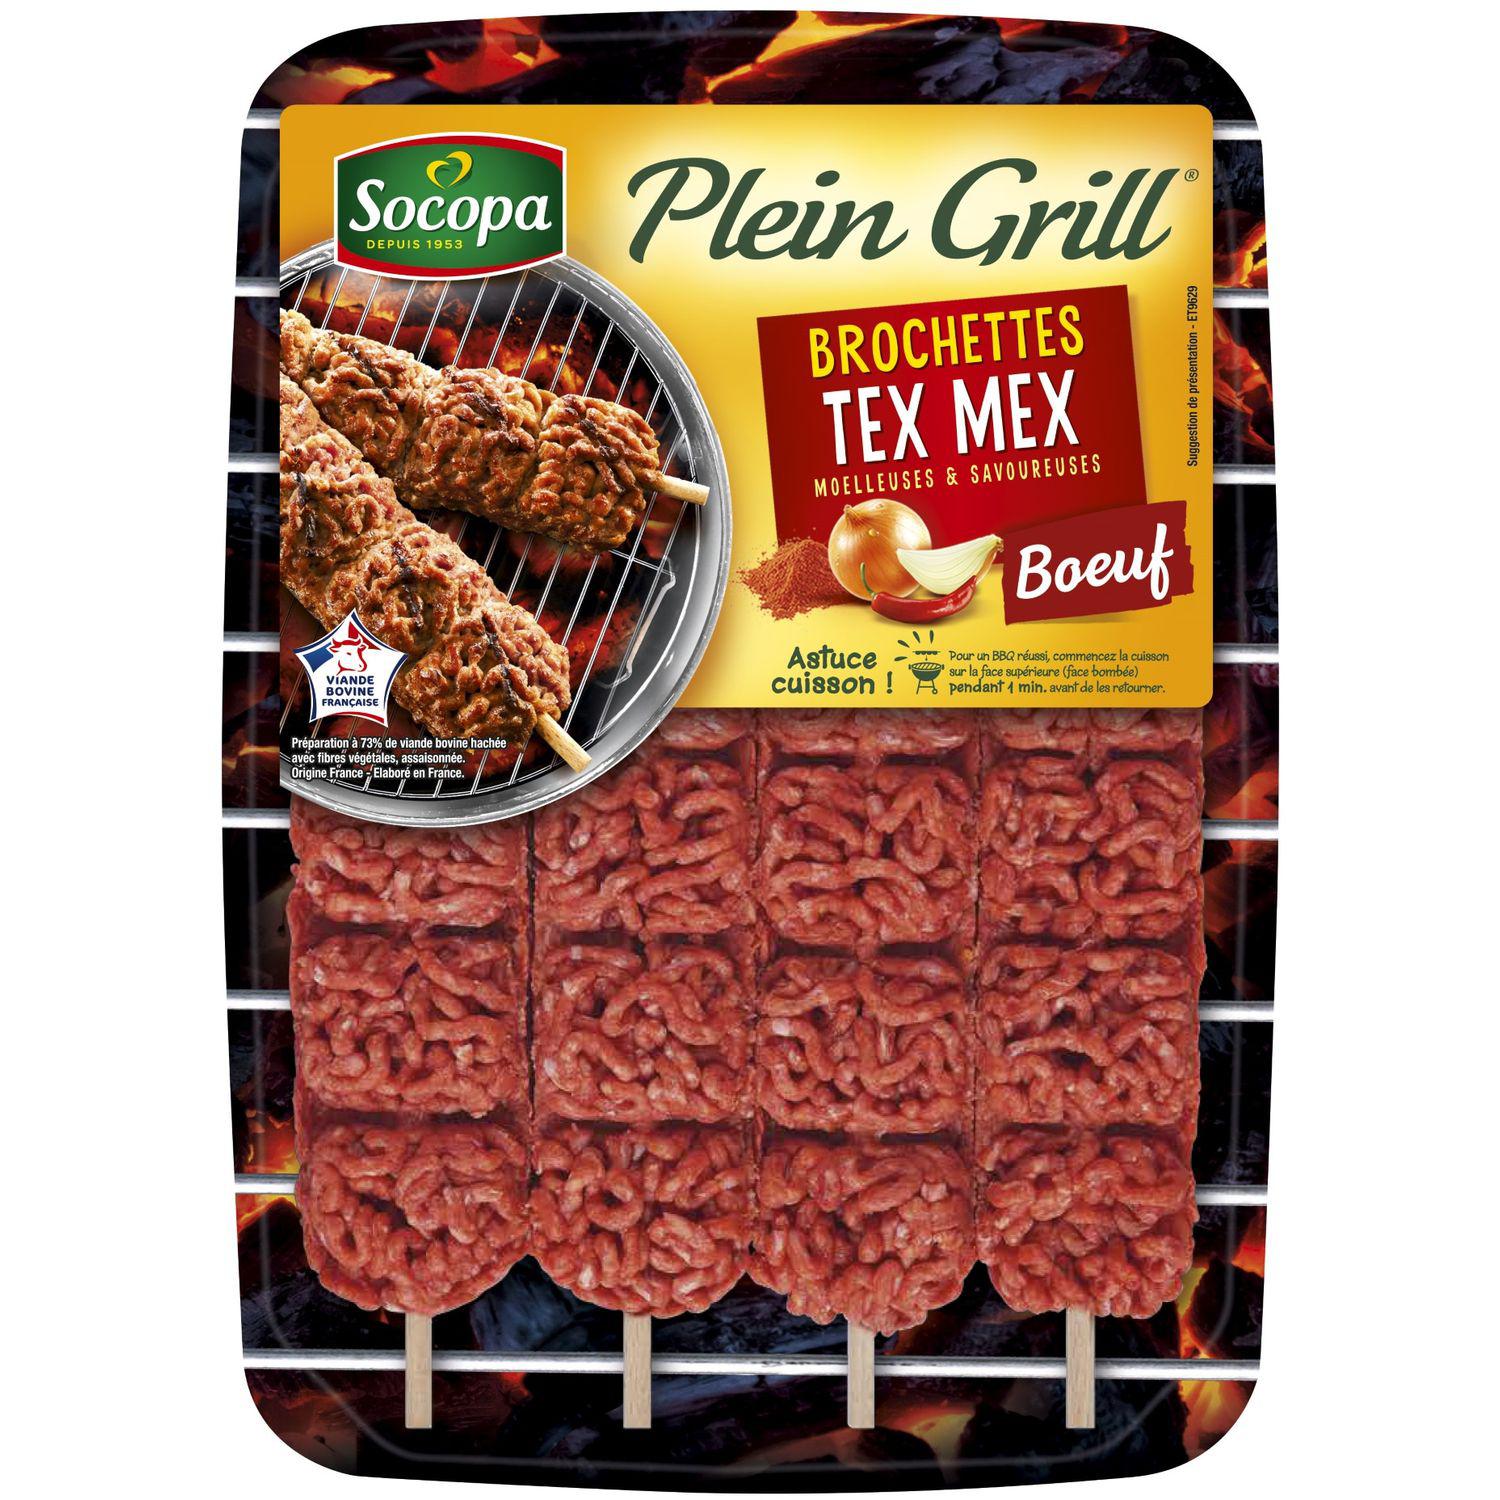 Socopa
DEPUIS 1953
Plein Grill®
BROCHETTES
TEX MEX
MOELLEUSES & SAVOUREUSES
Boeuf
Suggestion de présentation - ET9629
Astuce
cuisson !
Pour un BBQ réussi, commencez la cuisson
sur la face supérieure (face bombée)
pendant 1 min. avant de les retourner.
VIANDE
BOVINE
FRANÇAISE
Préparation à 73% de viande bovine hachée
avec fibres végétales, assaisonnée.
Origine France - Elaboré en France.